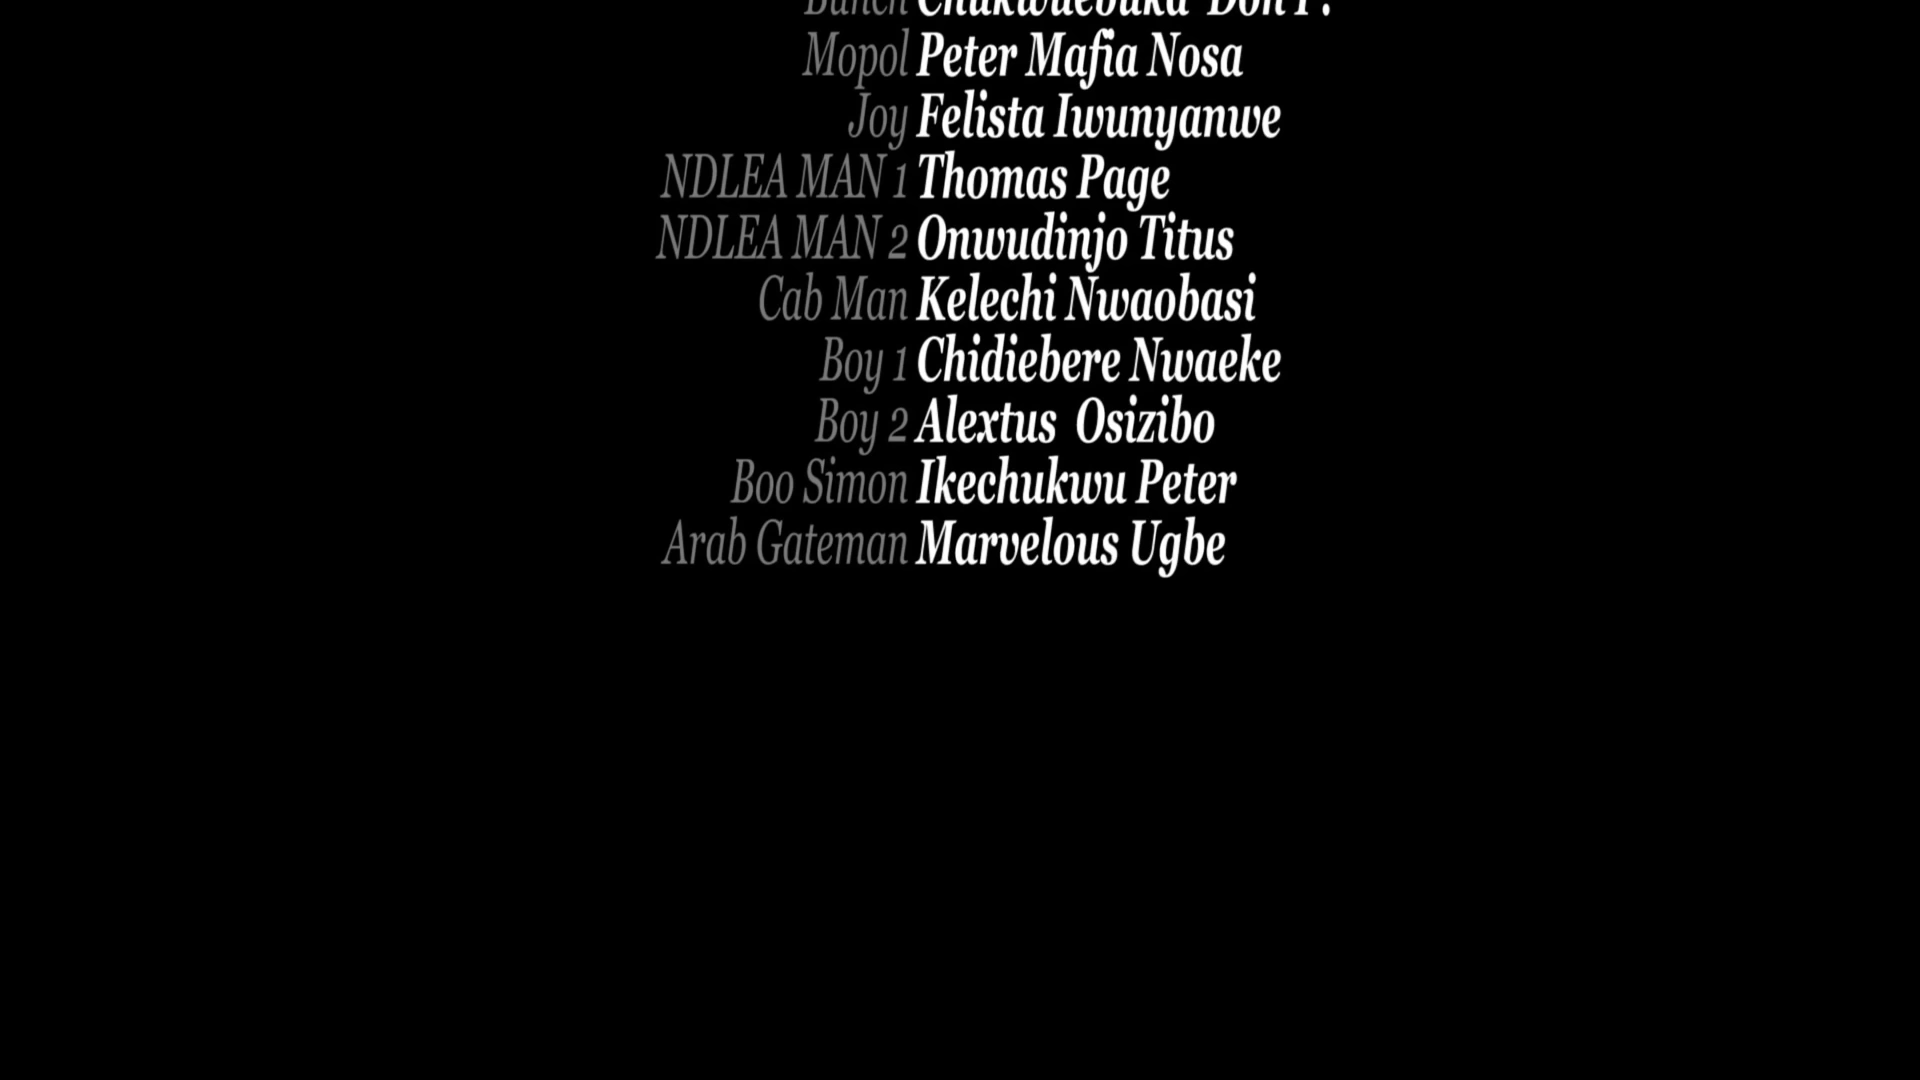 Mopol Peter Mafia Nosa
Joy Felista Iwunyanwe
NDLEA MAN 1 Thomas Page
NDLEA MAN 2 Onwudinjo Titus
Cab Man Kelechi Nwaobasi
Boy 1 Chidiebere Nwaeke
Boy 2 Alextus Osizibo
Boo Simon Ikechukwu Peter
Arab Gateman Marvelous Ugbe